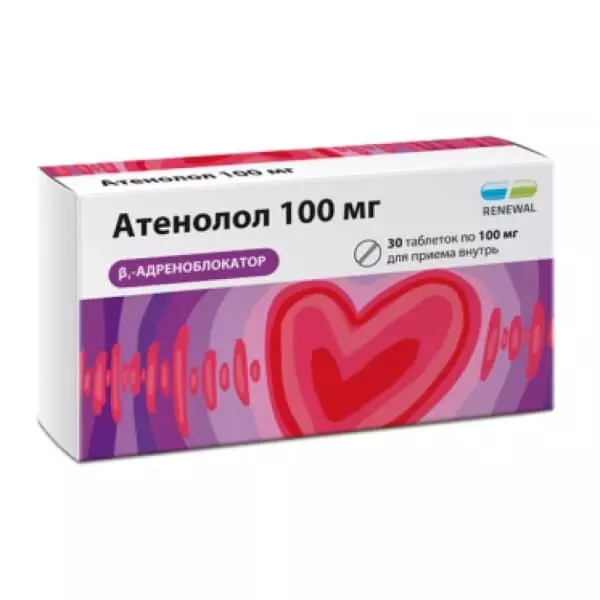 Атенолол 100 мг
Атенолол 100 мг
RENEWAL
β₁-АДРЕНОБЛОКАТОР
30 таблеток по 100 мг
для приема внутрь